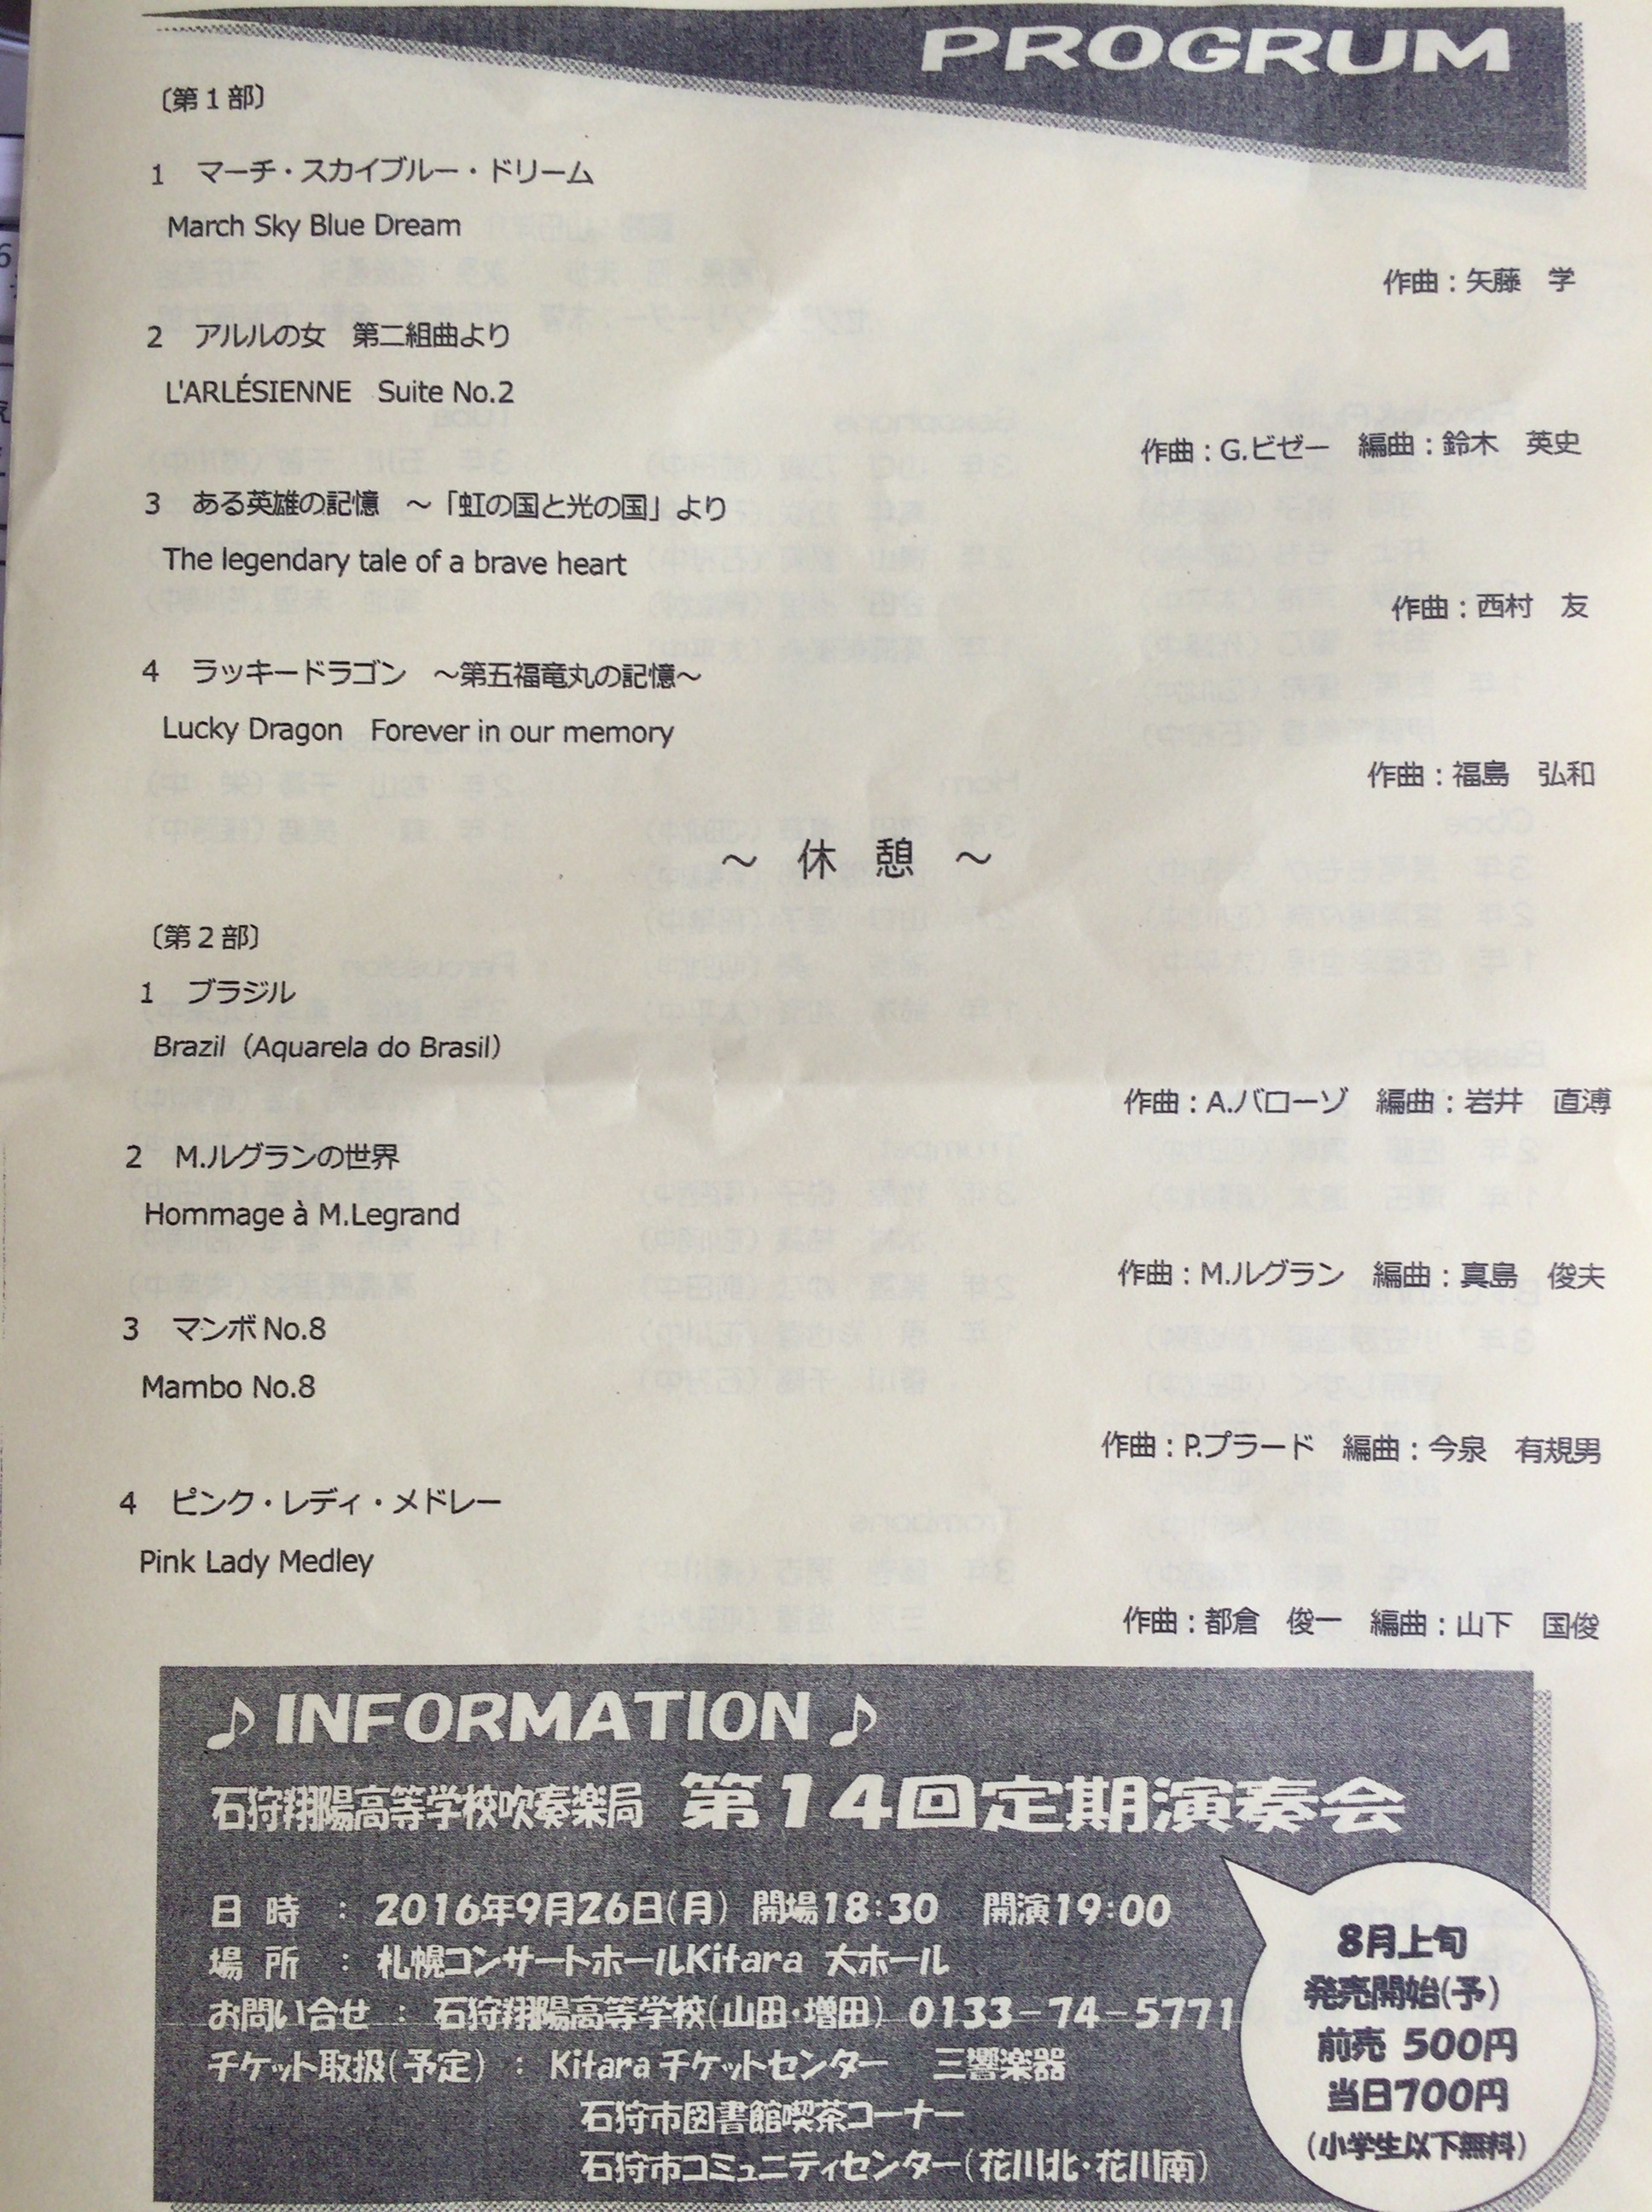 PROGRUM
〔第1部〕
1　マーチ・スカイブルー・ドリーム
March Sky Blue Dream
作曲：矢藤　学
2　アルルの女　第二組曲より
L'ARLÉSIENNE　Suite No.2
作曲：G.ビゼー　編曲：鈴木　英史
3　ある英雄の記憶　～「虹の国と光の国」より
The legendary tale of a brave heart
作曲：西村　友
4　ラッキードラゴン　～第五福竜丸の記憶～
Lucky Dragon　Forever in our memory
作曲：福島　弘和
～　休　憩　～
〔第2部〕
1　ブラジル
Brazil（Aquarela do Brasil）
作曲：A.バローゾ　編曲：岩井　直溥
2　M.ルグランの世界
Hommage à M.Legrand
作曲：M.ルグラン　編曲：真島　俊夫
3　マンボNo.8
Mambo No.8
作曲：P.プラード　編曲：今泉　有規男
4　ピンク・レディ・メドレー
Pink Lady Medley
作曲：都倉　俊一　編曲：山下　国俊
♪INFORMATION♪
石狩翔陽高等学校吹奏楽局　第14回定期演奏会
日　時　：　2016年9月26日(月)　開場18:30　開演19:00
場　所　：　札幌コンサートホールKitara　大ホール
お問い合せ　：　石狩翔陽高等学校(山田・増田)　0133－74－5771
チケット取扱(予定)　：　Kitaraチケットセンター　三響楽器
石狩市図書館喫茶コーナー
石狩市コミュニティセンター(花川北・花川南)
8月上旬
発売開始(予)
前売 500円
当日700円
(小学生以下無料)